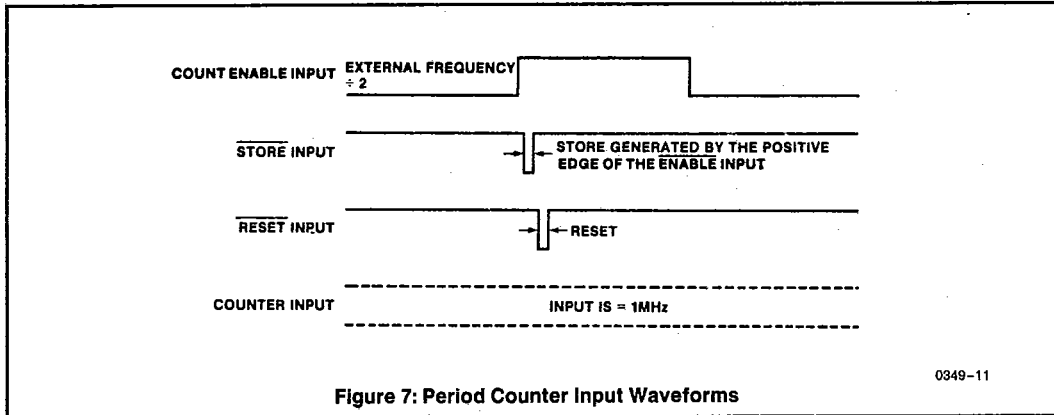 COUNT ENABLE INPUT
EXTERNAL FREQUENCY
÷ 2
STORE INPUT
STORE GENERATED BY THE POSITIVE
EDGE OF THE ENABLE INPUT
RESET INPUT
RESET
COUNTER INPUT
INPUT IS = 1MHz
0349-11
Figure 7: Period Counter Input Waveforms